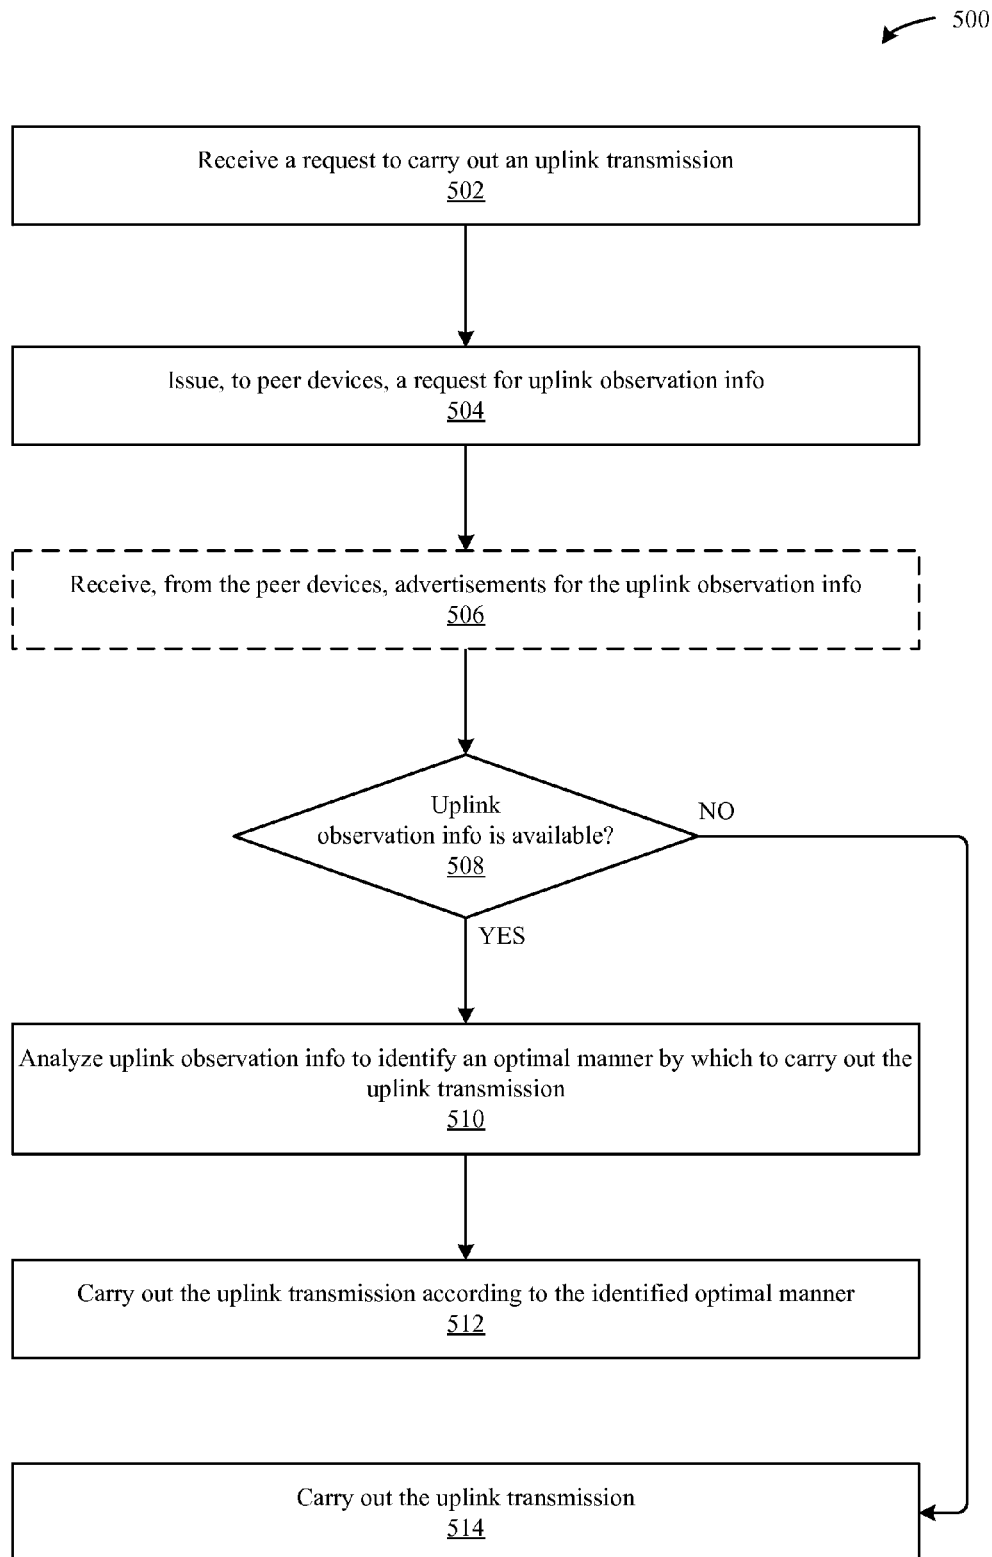 500
Receive a request to carry out an uplink transmission
502
Issue, to peer devices, a request for uplink observation info
504
Receive, from the peer devices, advertisements for the uplink observation info
506
Uplink
observation info is available?
508
NO
YES
Analyze uplink observation info to identify an optimal manner by which to carry out the
uplink transmission
510
Carry out the uplink transmission according to the identified optimal manner
512
Carry out the uplink transmission
514